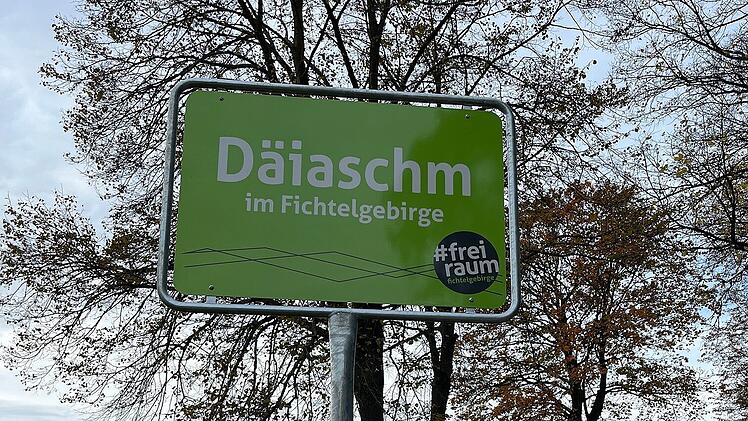 Däiaschm
im Fichtelgebirge
#frei
raum
fichtelgebirge